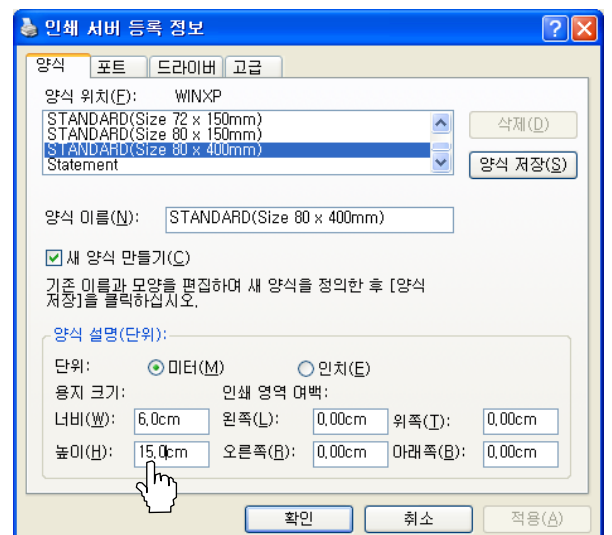 인쇄 서버 등록 정보
양식 포트 드라이버 고급
양식 위치(F): WINXP
STANDARD(Size 72 x 150mm)
STANDARD(Size 80 x 150mm)
STANDARD(Size 80 x 400mm)
Statement
삭제(D)
양식 저장(S)
양식 이름(N): STANDARD(Size 80 x 400mm)
새 양식 만들기(C)
기존 이름과 모양을 편집하여 새 양식을 정의한 후 [양식
저장]을 클릭하십시오.
양식 설명(단위):
단위: 미터(M) 인치(E)
용지 크기: 인쇄 영역 여백:
너비(W): 6.0cm 왼쪽(L): 0.00cm 위쪽(T): 0.00cm
높이(H): 15.0cm 오른쪽(R): 0.00cm 아래쪽(B): 0.00cm
확인 취소 적용(A)